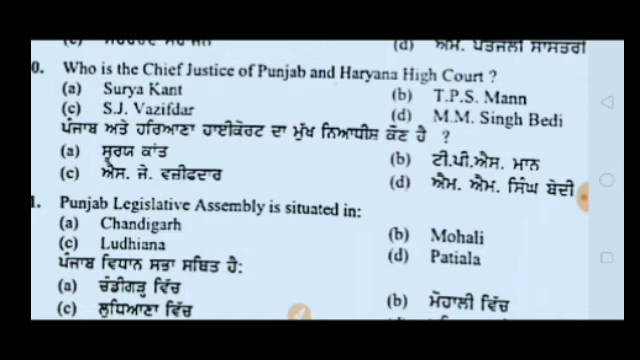 (d) ਐਮ. ਪਤੰਜਲੀ ਸਾਸਤਰੀ
0. Who is the Chief Justice of Punjab and Haryana High Court ?
(a) Surya Kant (b) T.P.S. Mann
(c) S.J. Vazifdar (d) M.M. Singh Bedi
ਪੰਜਾਬ ਅਤੇ ਹਰਿਆਣਾ ਹਾਈਕੋਰਟ ਦਾ ਮੁੱਖ ਨਿਆਧੀਸ਼ ਕੌਣ ਹੈ ?
(a) ਸੂਰਯ ਕਾਂਤ (b) ਟੀ.ਪੀ.ਐਸ. ਮਾਨ
(c) ਐਸ. ਜੇ. ਵਜ਼ੀਫਦਾਰ (d) ਐਮ. ਐਮ. ਸਿੰਘ ਬੇਦੀ
1. Punjab Legislative Assembly is situated in:
(a) Chandigarh (b) Mohali
(c) Ludhiana (d) Patiala
ਪੰਜਾਬ ਵਿਧਾਨ ਸਭਾ ਸਥਿਤ ਹੈ:
(a) ਚੰਡੀਗੜ੍ਹ ਵਿੱਚ (b) ਮੋਹਾਲੀ ਵਿੱਚ
(c) ਲੁਧਿਆਣਾ ਵਿੱਚ